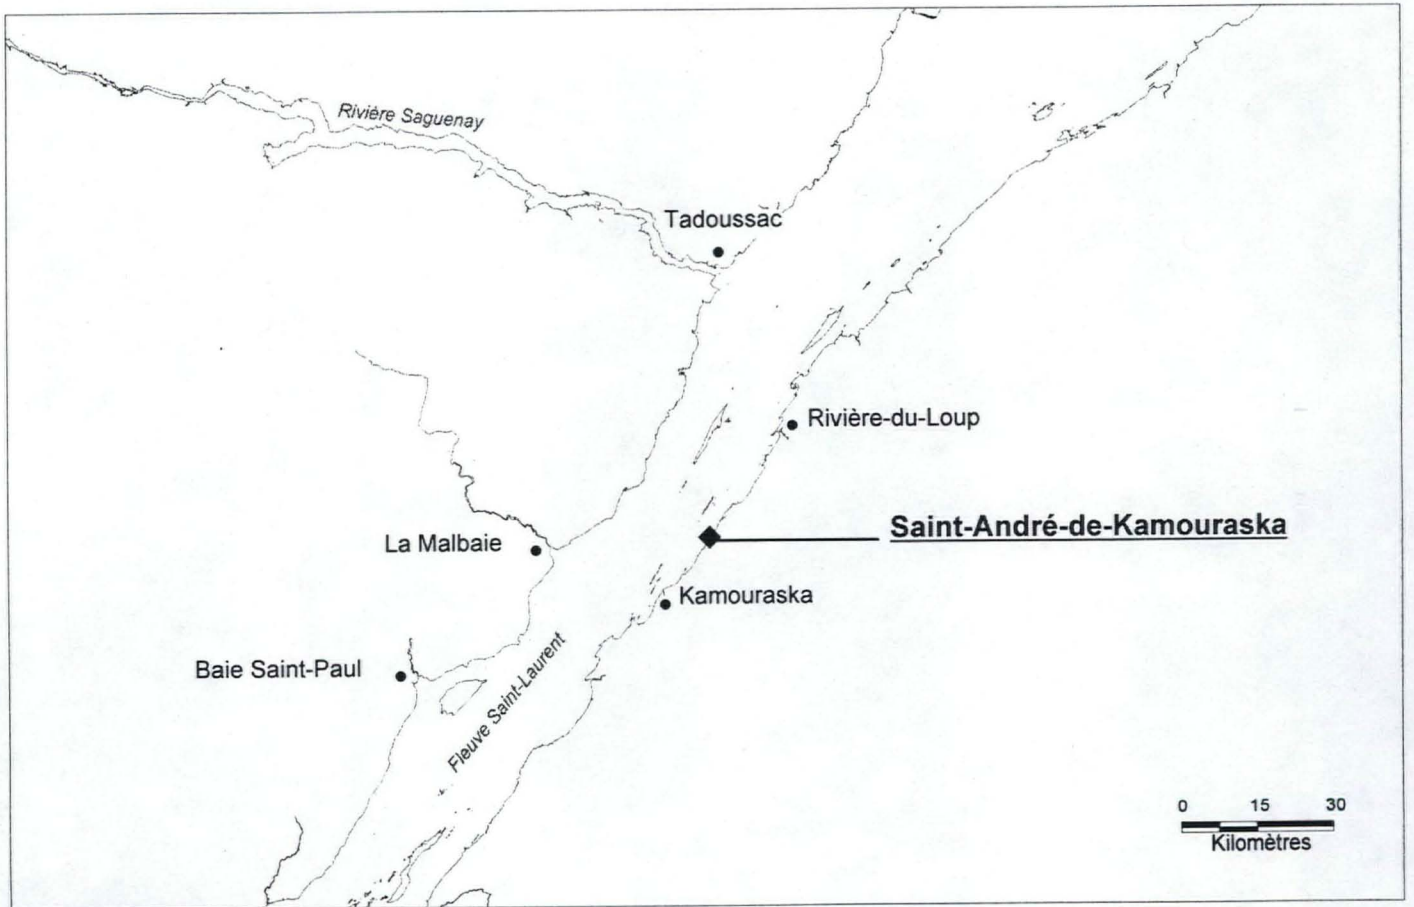 Rivière Saguenay
Tadoussac
Rivière-du-Loup
Saint-André-de-Kamouraska
La Malbaie
Kamouraska
Baie Saint-Paul
Fleuve Saint-Laurent
0 15 30
Kilomètres